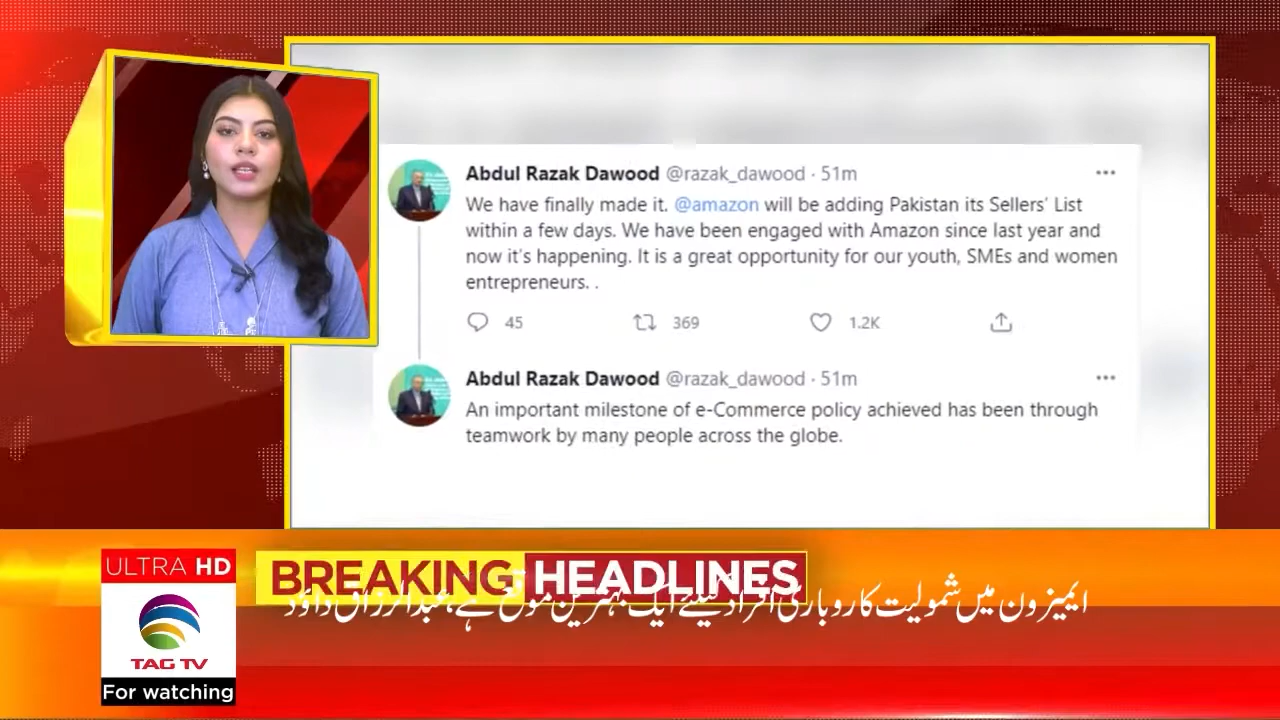 Abdul Razak Dawood @razak_dawood · 51m
We have finally made it. @amazon will be adding Pakistan its Sellers' List
within a few days. We have been engaged with Amazon since last year and
now it's happening. It is a great opportunity for our youth, SMEs and women
entrepreneurs. .
45 369 1.2K
Abdul Razak Dawood @razak_dawood · 51m
An important milestone of e-Commerce policy achieved has been through
teamwork by many people across the globe.
ULTRA HD
BREAKING HEADLINES
ایمیزون میں شمولیت کاروباری افراد کیلئے ایک بہترین موقع ہے، عبدالرزاق داؤد
TAG TV
For watching